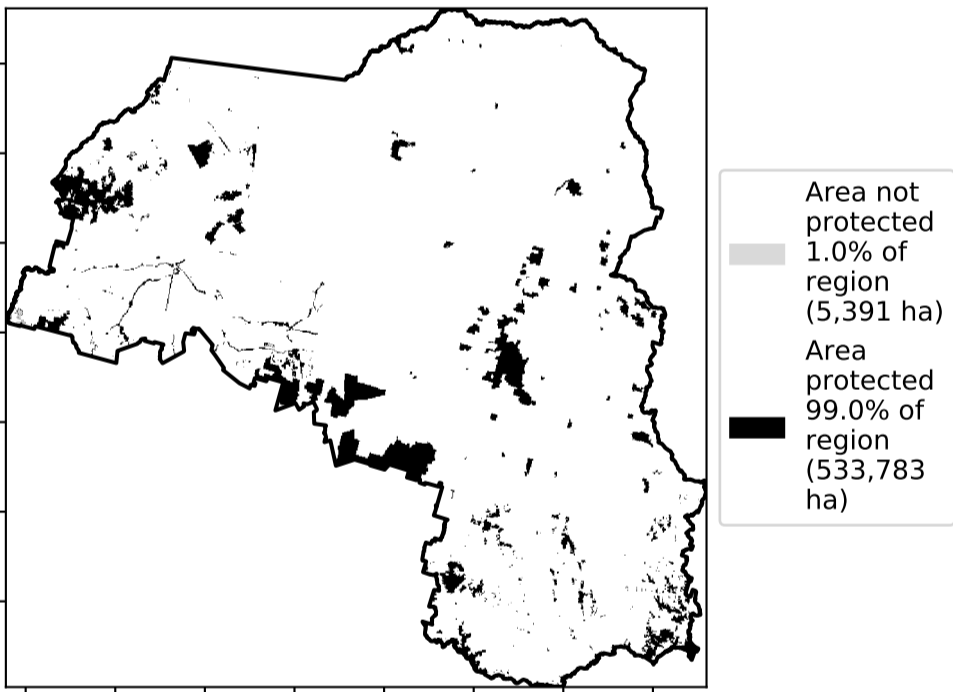 Area not
protected
1.0% of
region
(5,391 ha)
Area
protected
99.0% of
region
(533,783
ha)